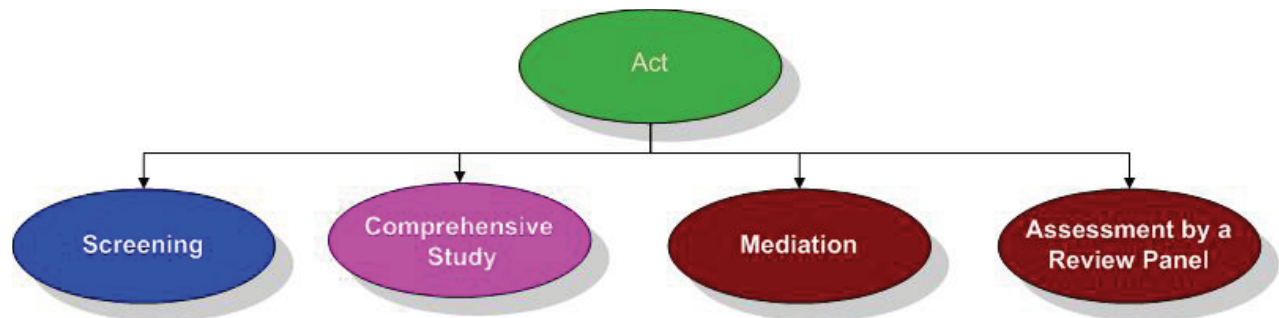 Act
Screening
Comprehensive
Study
Mediation
Assessment by a
Review Panel